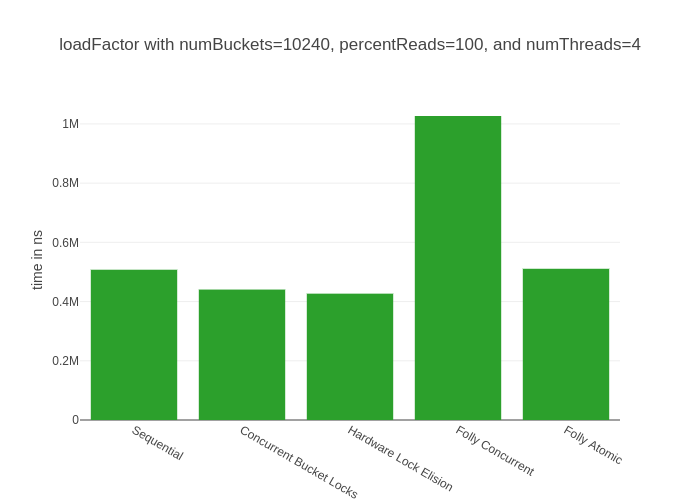 loadFactor with numBuckets=10240, percentReads=100, and numThreads=4
time in ns
1M
0.8M
0.6M
0.4M
0.2M
0
Sequential
Concurrent Bucket Locks
Hardware Lock Elision
Folly Concurrent
Folly Atomic